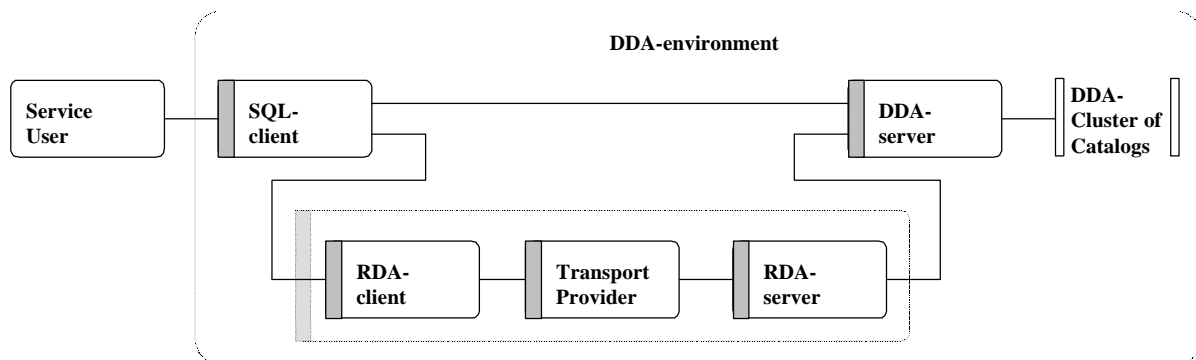 DDA-environment
Service
User
SQL-
client
DDA-
server
DDA-
Cluster of
Catalogs
RDA-
client
Transport
Provider
RDA-
server